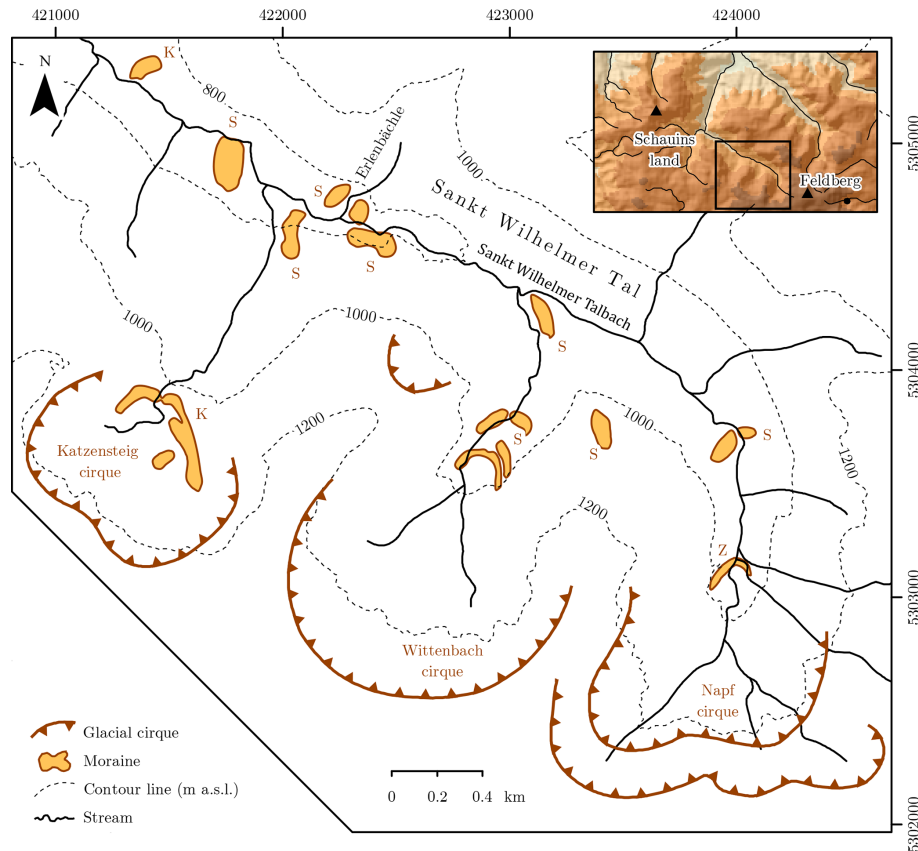 421000
422000
423000
424000
N
K
800
S
Erlenbächle
1000
Schauins
land
Feldberg
5305000
S
Sankt Wilhelmer Tal
Sankt Wilhelmer Talbach
S
S
1000
1000
S
5304000
K
1200
1000
S
S
S
1200
Katzensteig
cirque
1200
Z
5303000
Wittenbach
cirque
Napf
cirque
Glacial cirque
Moraine
Contour line (m a.s.l.)
Stream
0 0.2 0.4 km
5302000